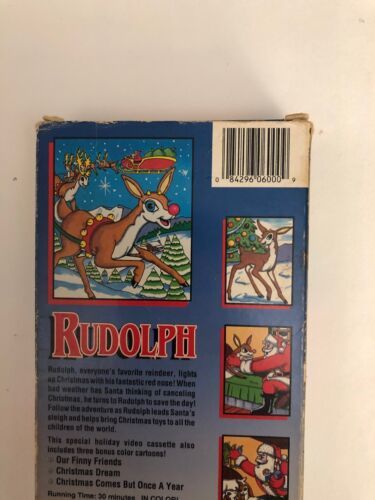 0 84296 06000 9
RUDOLPH
Rudolph, everyone's favorite reindeer, lights
up Christmas with his fantastic red nose! When
bad weather has Santa thinking of canceling
Christmas, he turns to Rudolph to save the day!
Follow the adventure as Rudolph leads Santa's
sleigh and helps bring Christmas toys to all the
children of the world.
This special holiday video cassette also
includes three bonus color cartoons!
Our Finny Friends
Christmas Dream
Christmas Comes But Once A Year
Running Time: 30 minutes IN COLOR!